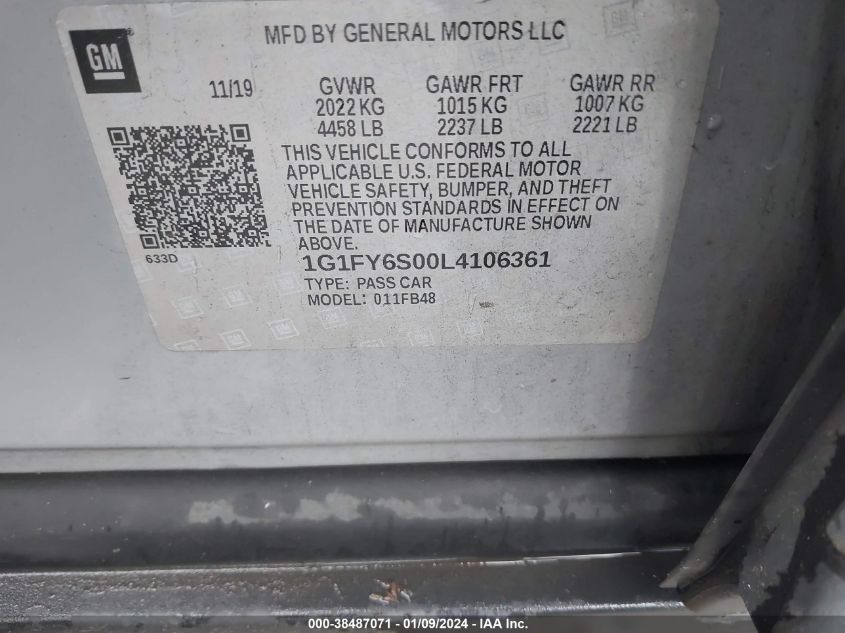 GM
MFD BY GENERAL MOTORS LLC
11/19 GVWR GAWR FRT GAWR RR
2022 KG 1015 KG 1007 KG
4458 LB 2237 LB 2221 LB
THIS VEHICLE CONFORMS TO ALL
APPLICABLE U.S. FEDERAL MOTOR
VEHICLE SAFETY, BUMPER, AND THEFT
PREVENTION STANDARDS IN EFFECT ON
THE DATE OF MANUFACTURE SHOWN
ABOVE.
633D
1G1FY6S00L4106361
TYPE: PASS CAR
MODEL: 011FB48
000-38487071 - 01/09/2024 - IAA Inc.